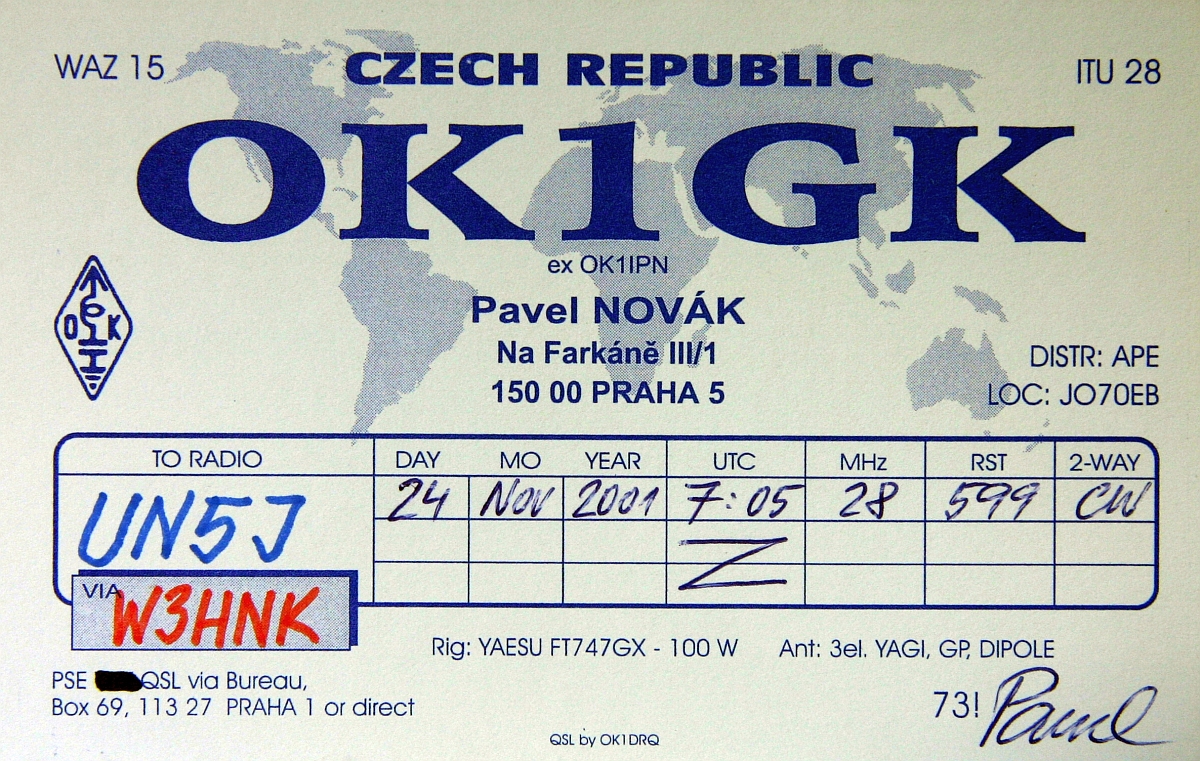 WAZ 15 CZECH REPUBLIC ITU 28
OK1GK
ex OK1IPN
Pavel NOVÁK
Na Farkáně III/1
150 00 PRAHA 5
OK
DISTR: APE
LOC: JO70EB
TO RADIO DAY MO YEAR UTC MHz RST 2-WAY
UN5J 24 Nov 2001 7:05 28 599 CW
Z
VIA W3HNK
Rig: YAESU FT747GX - 100 W Ant: 3el. YAGI, GP, DIPOLE
PSE QSL via Bureau,
Box 69, 113 27 PRAHA 1 or direct
73! Pavel
QSL by OK1DRQ